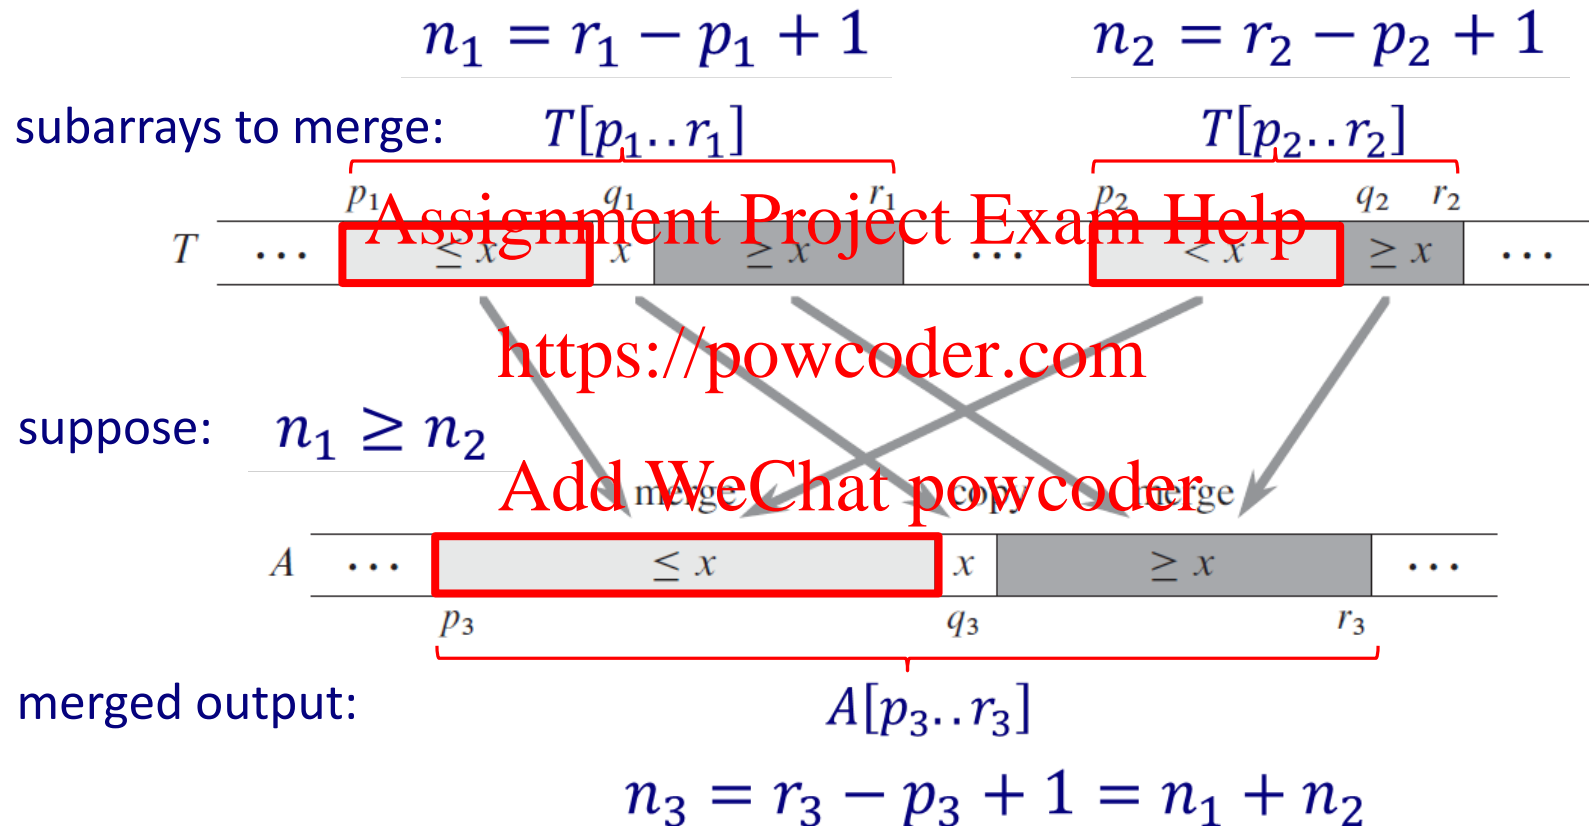 n₁ = r₁ − p₁ + 1 n₂ = r₂ − p₂ + 1
subarrays to merge: T[p₁..r₁] T[p₂..r₂]
p₁ q₁ r₁ p₂ q₂ r₂
Assignment Project Exam Help
T ··· ≤ x x ≥ x ··· < x ≥ x ···
https://powcoder.com
suppose: n₁ ≥ n₂
Add WeChat powcoder
merge copy merge
A ··· ≤ x x ≥ x ···
p₃ q₃ r₃
merged output: A[p₃..r₃]
n₃ = r₃ − p₃ + 1 = n₁ + n₂